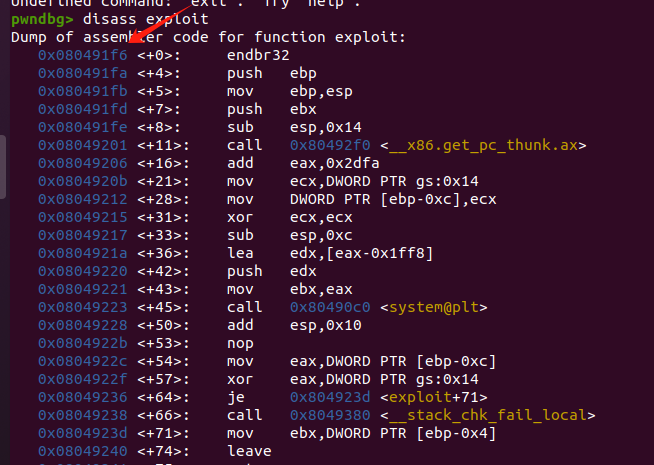 Undefined command: "exit". Try "help".
pwndbg> disass exploit
Dump of assembler code for function exploit:
0x080491f6 <+0>: endbr32
0x080491fa <+4>: push ebp
0x080491fb <+5>: mov ebp,esp
0x080491fd <+7>: push ebx
0x080491fe <+8>: sub esp,0x14
0x08049201 <+11>: call 0x80492f0 <__x86.get_pc_thunk.ax>
0x08049206 <+16>: add eax,0x2dfa
0x0804920b <+21>: mov ecx,DWORD PTR gs:0x14
0x08049212 <+28>: mov DWORD PTR [ebp-0xc],ecx
0x08049215 <+31>: xor ecx,ecx
0x08049217 <+33>: sub esp,0xc
0x0804921a <+36>: lea edx,[eax-0x1ff8]
0x08049220 <+42>: push edx
0x08049221 <+43>: mov ebx,eax
0x08049223 <+45>: call 0x80490c0 <system@plt>
0x08049228 <+50>: add esp,0x10
0x0804922b <+53>: nop
0x0804922c <+54>: mov eax,DWORD PTR [ebp-0xc]
0x0804922f <+57>: xor eax,DWORD PTR gs:0x14
0x08049236 <+64>: je 0x804923d <exploit+71>
0x08049238 <+66>: call 0x8049380 <__stack_chk_fail_local>
0x0804923d <+71>: mov ebx,DWORD PTR [ebp-0x4]
0x08049240 <+74>: leave